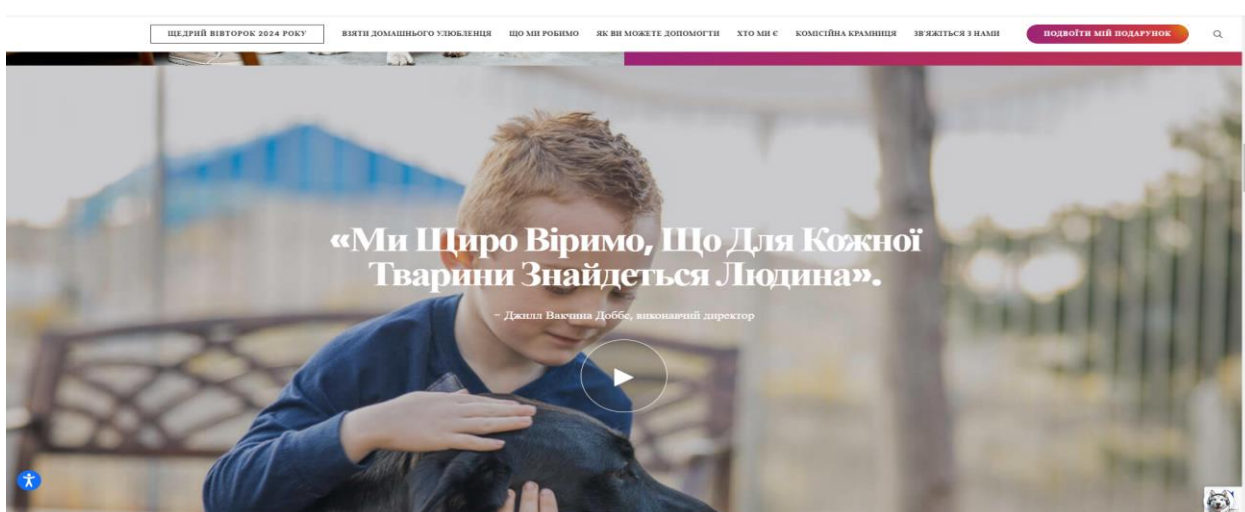 ЩЕДРИЙ ВІВТОРОК 2024 РОКУ
ВЗЯТИ ДОМАШНЬОГО УЛЮБЛЕНЦЯ
ЩО МИ РОБИМО
ЯК ВИ МОЖЕТЕ ДОПОМОГТИ
ХТО МИ Є
КОМІСІЙНА КРАМНИЦЯ
ЗВ'ЯЖІТЬСЯ З НАМИ
ПОДВОЇТИ МІЙ ПОДАРУНОК
«Ми Щиро Віримо, Що Для Кожної
Тварини Знайдеться Людина».
– Джилл Вакчина Доббс, виконавчий директор